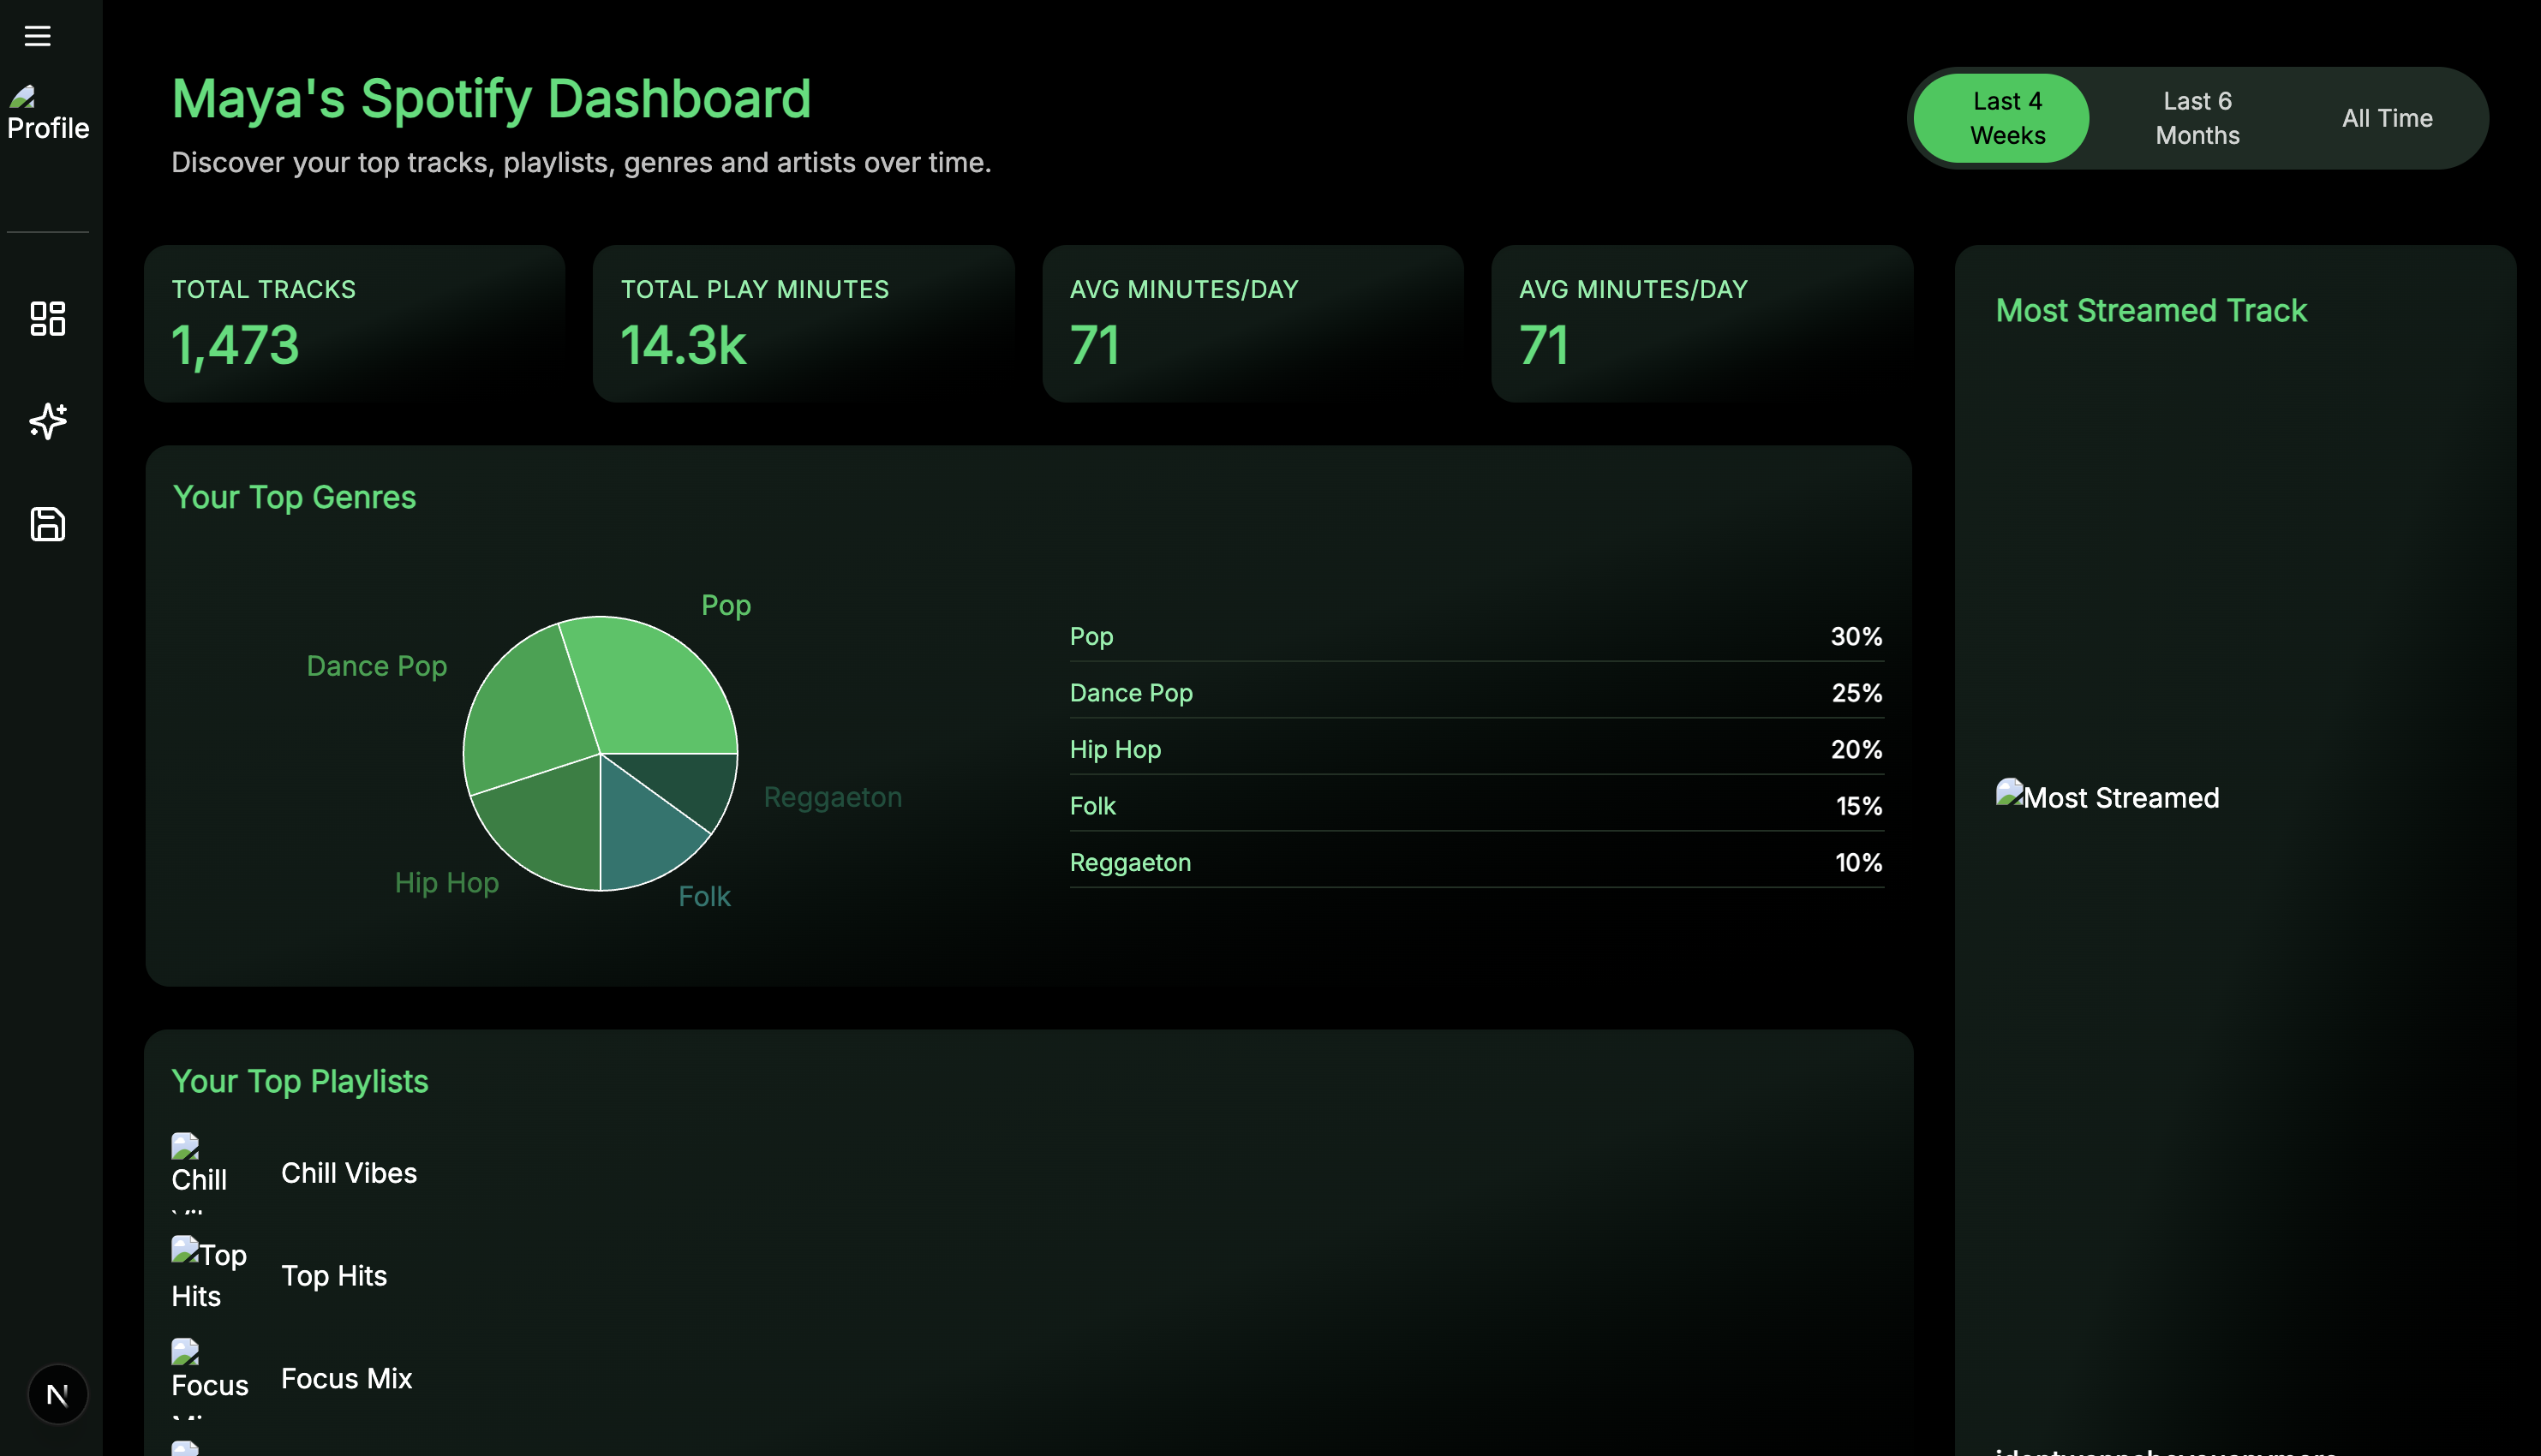 Profile
Maya's Spotify Dashboard
Discover your top tracks, playlists, genres and artists over time.
Last 4
Weeks
Last 6
Months
All Time
TOTAL TRACKS
1,473
TOTAL PLAY MINUTES
14.3k
AVG MINUTES/DAY
71
AVG MINUTES/DAY
71
Most Streamed Track
Most Streamed
Your Top Genres
Pop
Dance Pop
Reggaeton
Hip Hop
Folk
Pop 30%
Dance Pop 25%
Hip Hop 20%
Folk 15%
Reggaeton 10%
Your Top Playlists
Chill
Chill Vibes
Top
Hits
Top Hits
Focus
Focus Mix
N